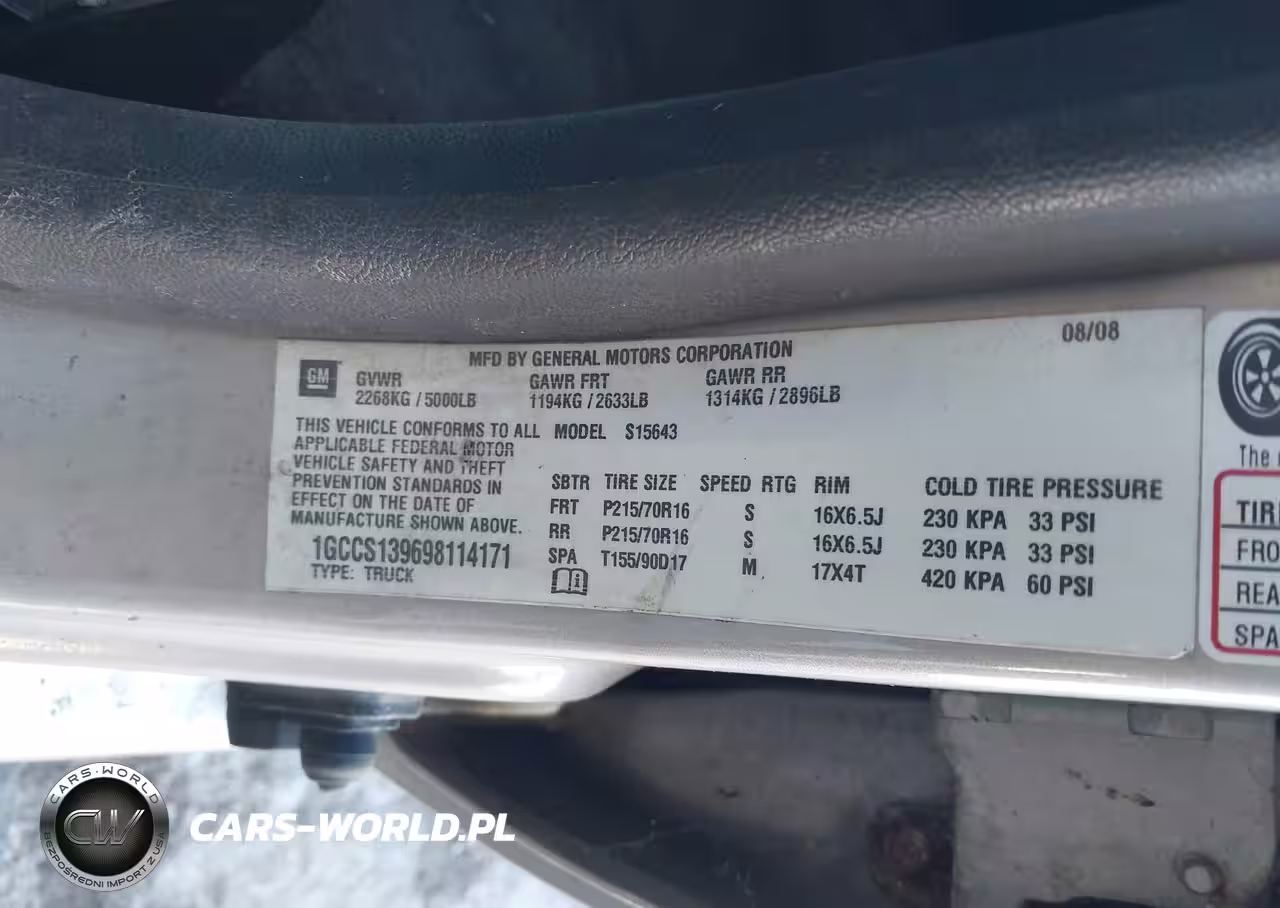 08/08
MFD BY GENERAL MOTORS CORPORATION
GM
GVWR GAWR FRT GAWR RR
2268KG / 5000LB 1194KG / 2633LB 1314KG / 2896LB
THIS VEHICLE CONFORMS TO ALL
APPLICABLE FEDERAL MOTOR
VEHICLE SAFETY AND THEFT
PREVENTION STANDARDS IN
EFFECT ON THE DATE OF
MANUFACTURE SHOWN ABOVE.
1GCCS139698114171
TYPE: TRUCK
MODEL S15643
SBTR TIRE SIZE SPEED RTG RIM COLD TIRE PRESSURE
FRT P215/70R16 S 16X6.5J 230 KPA 33 PSI
RR P215/70R16 S 16X6.5J 230 KPA 33 PSI
SPA T155/90D17 M 17X4T 420 KPA 60 PSI
The
TIR
FRO
REA
SPA
CARS-WORLD
CW
BEZPOŚREDNI IMPORT Z USA
CARS-WORLD.PL